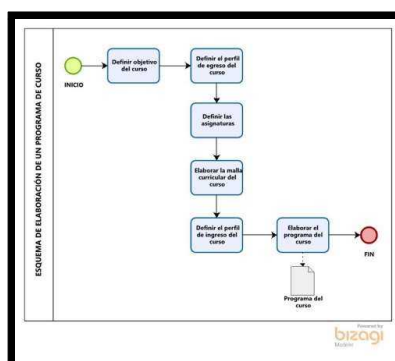 ESQUEMA DE ELABORACIÓN DE UN PROGRAMA DE CURSO
INICIO
Definir objetivo
del curso
Definir el perfil
de egreso del
curso
Definir las
asignaturas
Elaborar la malla
curricular del
curso
Definir el perfil
de ingreso del
curso
Elaborar el
programa del
curso
FIN
Programa del
curso
Powered by
bizagi
Modeler